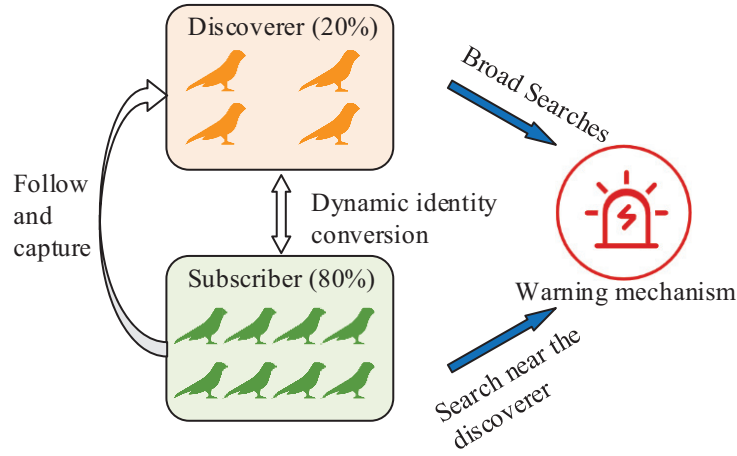 Discoverer (20%)
Broad Searches
Follow
and
capture
Dynamic identity
conversion
Subscriber (80%)
Warning mechanism
Search near the
discoverer